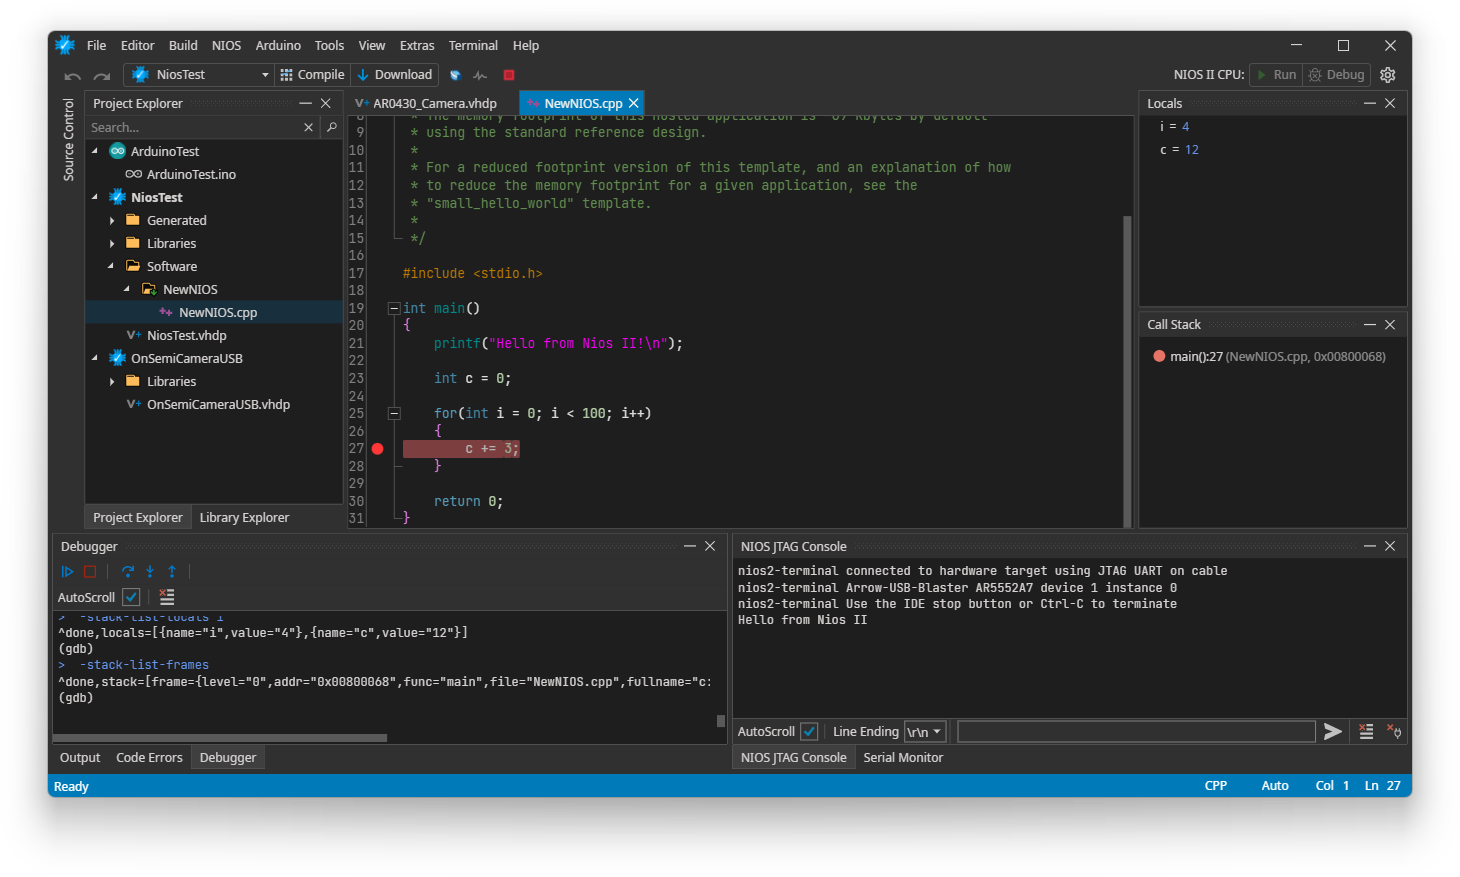 File Editor Build NIOS Arduino Tools View Extras Terminal Help
NiosTest Compile Download NIOS II CPU: Run Debug
Source Control
Project Explorer
Search...
ArduinoTest
ArduinoTest.ino
NiosTest
Generated
Libraries
Software
NewNIOS
NewNIOS.cpp
NiosTest.vhdp
OnSemiCameraUSB
Libraries
OnSemiCameraUSB.vhdp
Project Explorer Library Explorer
AR0430_Camera.vhdp NewNIOS.cpp
8 * The memory footprint of this hosted application is ~69 kbytes by default
9 * using the standard reference design.
10 *
11 * For a reduced footprint version of this template, and an explanation of how
12 * to reduce the memory footprint for a given application, see the
13 * "small_hello_world" template.
14 *
15 */
16
17 #include <stdio.h>
18
19 int main()
20 {
21 printf("Hello from Nios II!\n");
22
23 int c = 0;
24
25 for(int i = 0; i < 100; i++)
26 {
27 c += 3;
28 }
29
30 return 0;
31 }
Locals
i = 4
c = 12
Call Stack
main():27 (NewNIOS.cpp, 0x00800068)
Debugger
AutoScroll
> -stack-list-locals 1
^done,locals=[{name="i",value="4"},{name="c",value="12"}]
(gdb)
> -stack-list-frames
^done,stack=[frame={level="0",addr="0x00800068",func="main",file="NewNIOS.cpp",fullname="c:
(gdb)
Output Code Errors Debugger
NIOS JTAG Console
nios2-terminal connected to hardware target using JTAG UART on cable
nios2-terminal Arrow-USB-Blaster AR5552A7 device 1 instance 0
nios2-terminal Use the IDE stop button or Ctrl-C to terminate
Hello from Nios II
AutoScroll Line Ending \r\n
NIOS JTAG Console Serial Monitor
Ready CPP Auto Col 1 Ln 27